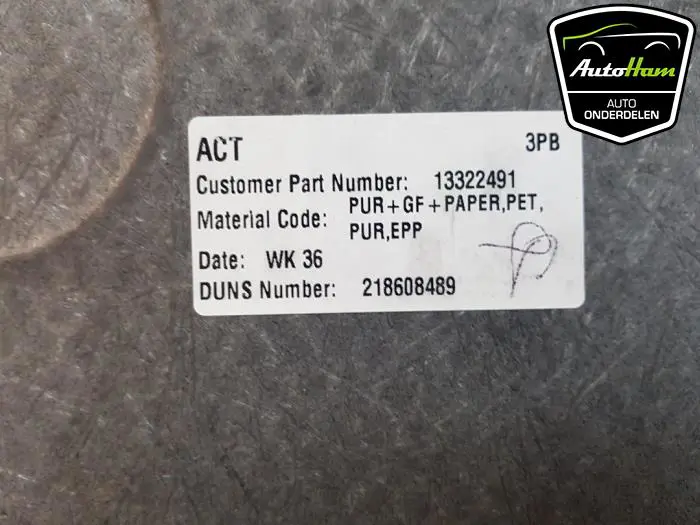 AutoHam
AUTO
ONDERDELEN
ACT 3PB
Customer Part Number: 13322491
Material Code: PUR+GF+PAPER,PET,
PUR,EPP
Date: WK 36
DUNS Number: 218608489